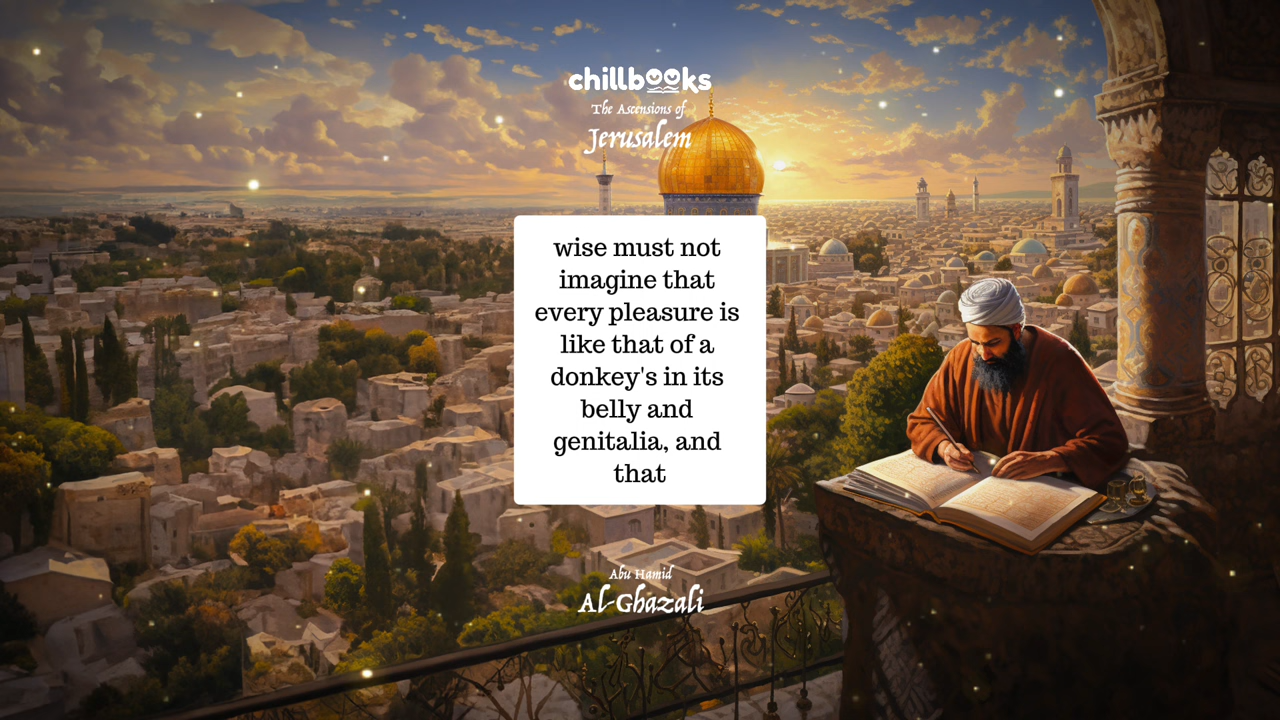 chillbooks
The Ascensions of
Jerusalem
wise must not
imagine that
every pleasure is
like that of a
donkey's in its
belly and
genitalia, and
that
Abu Hamid
Al-Ghazali